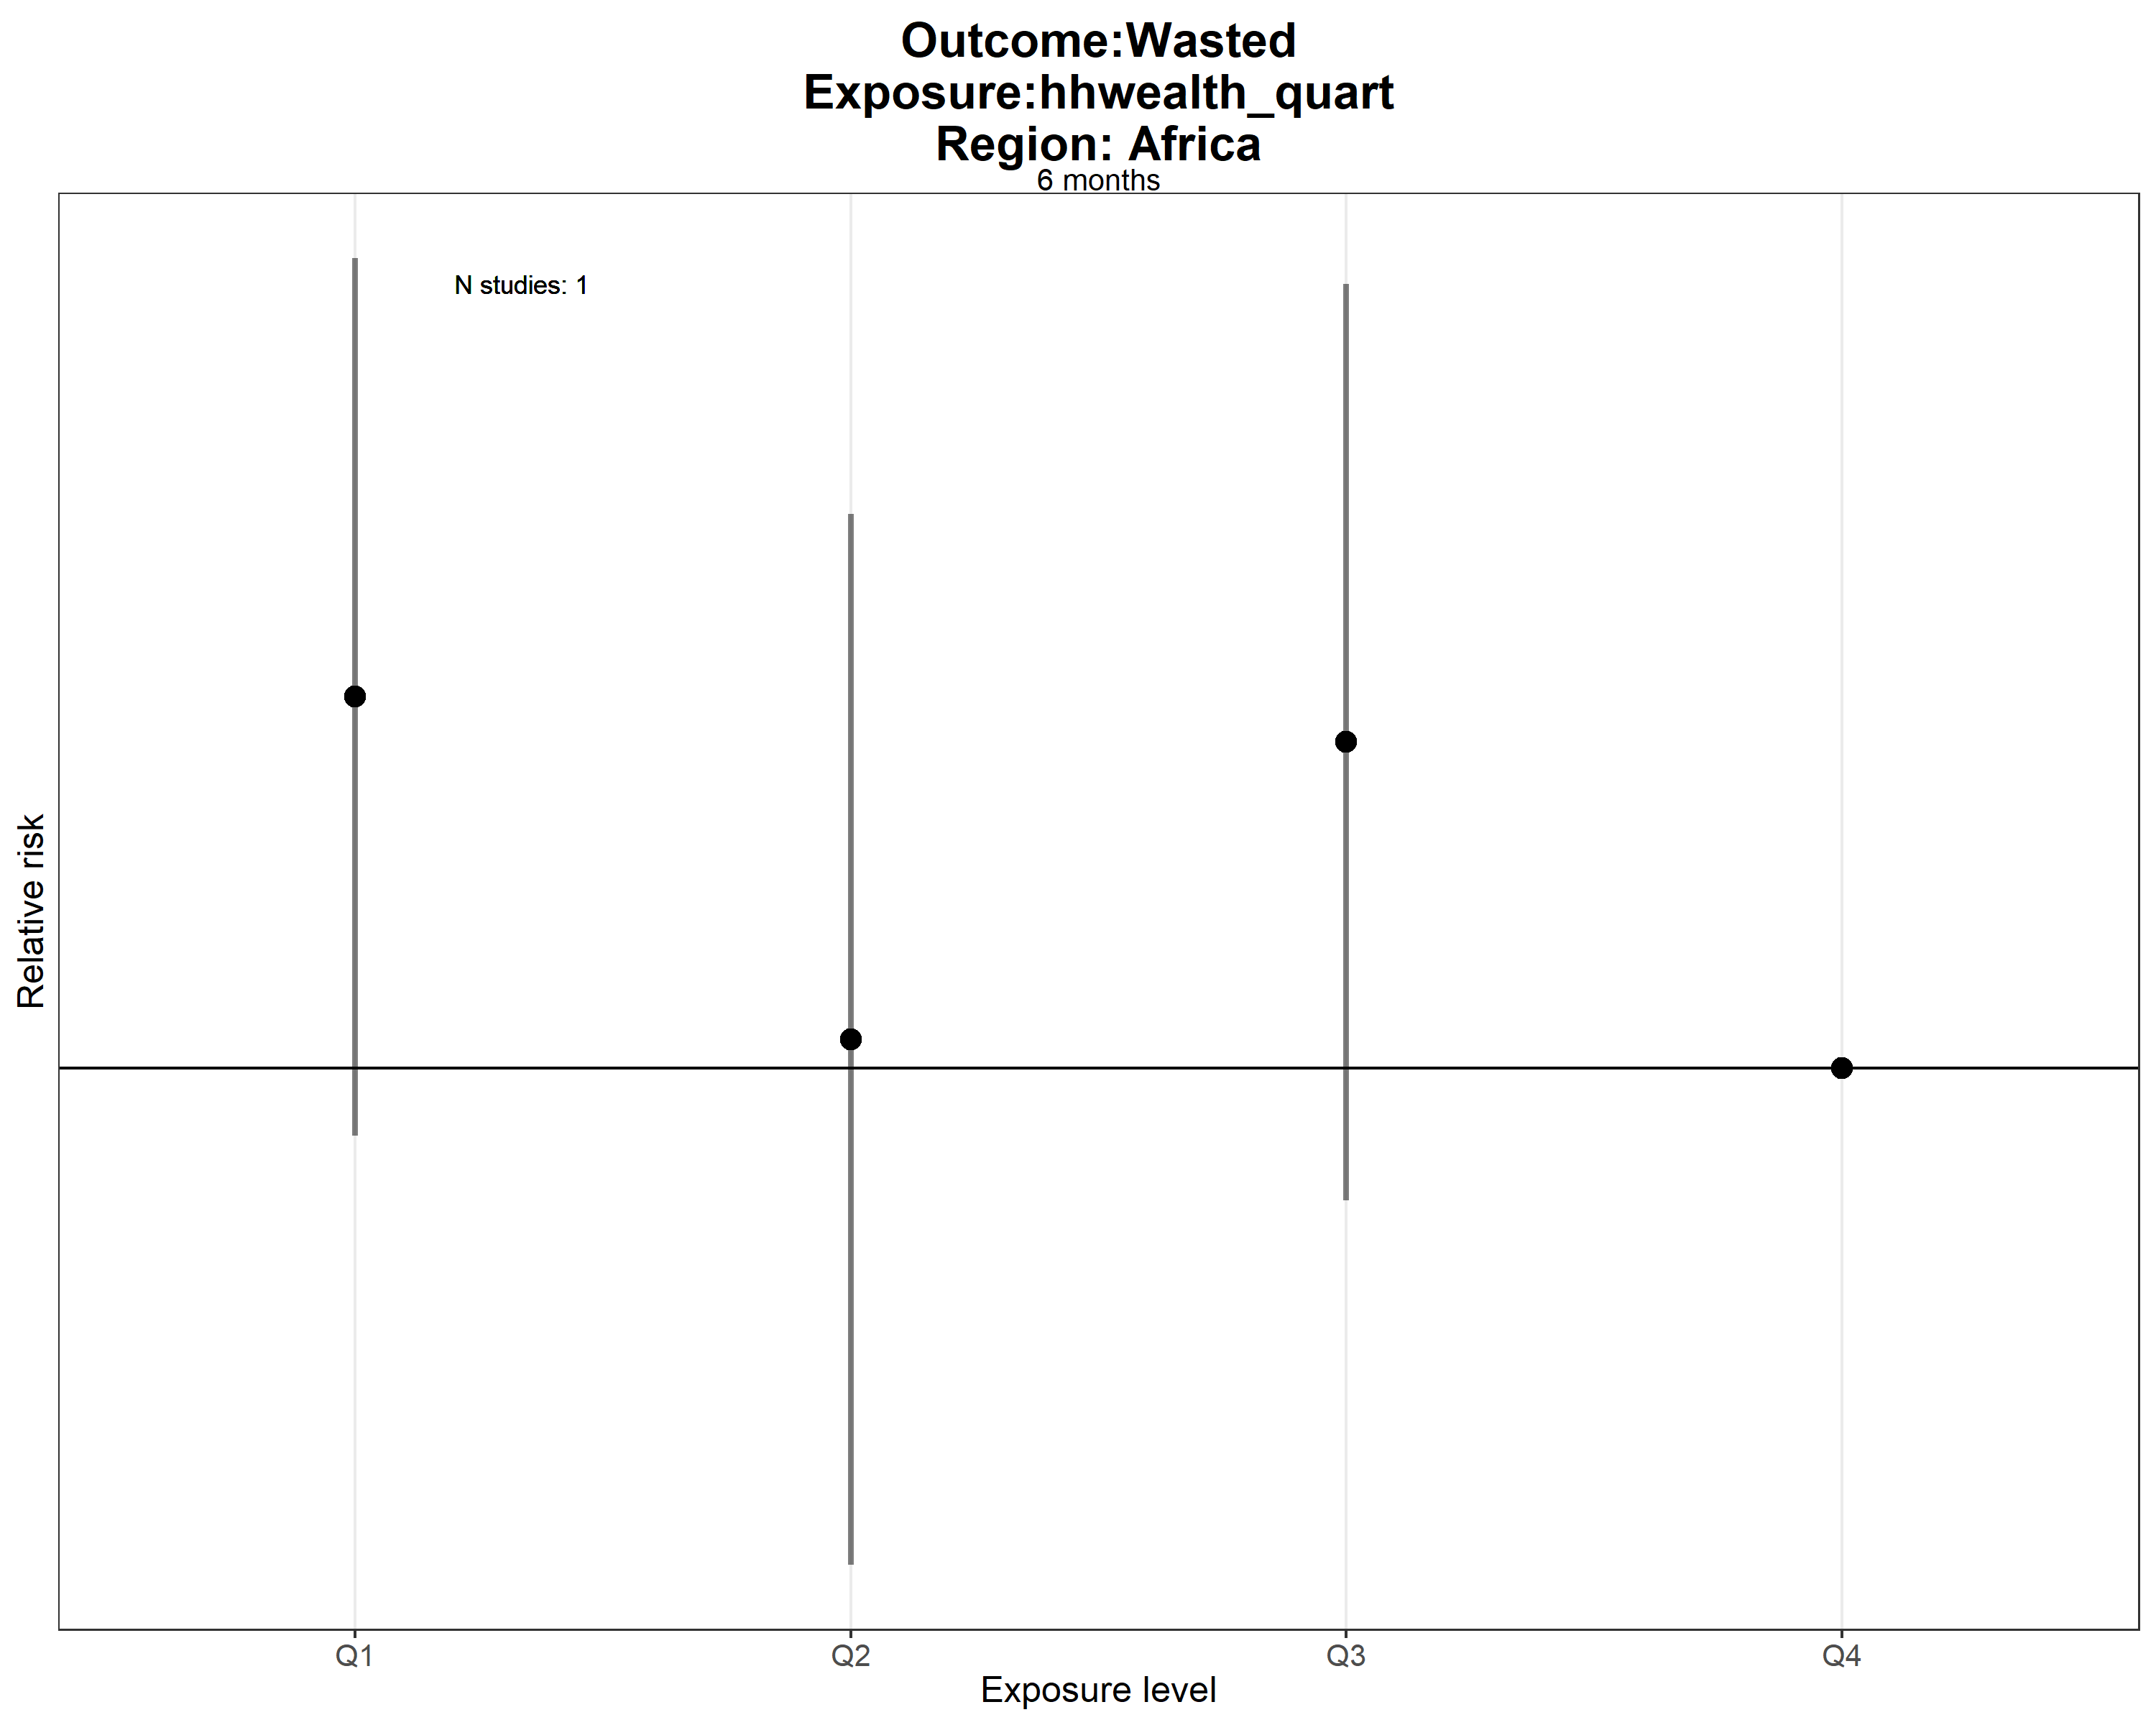 Outcome:Wasted
Exposure:hhwealth_quart
Region: Africa
6 months
N studies: 1
Relative risk
Q1 Q2 Q3 Q4
Exposure level